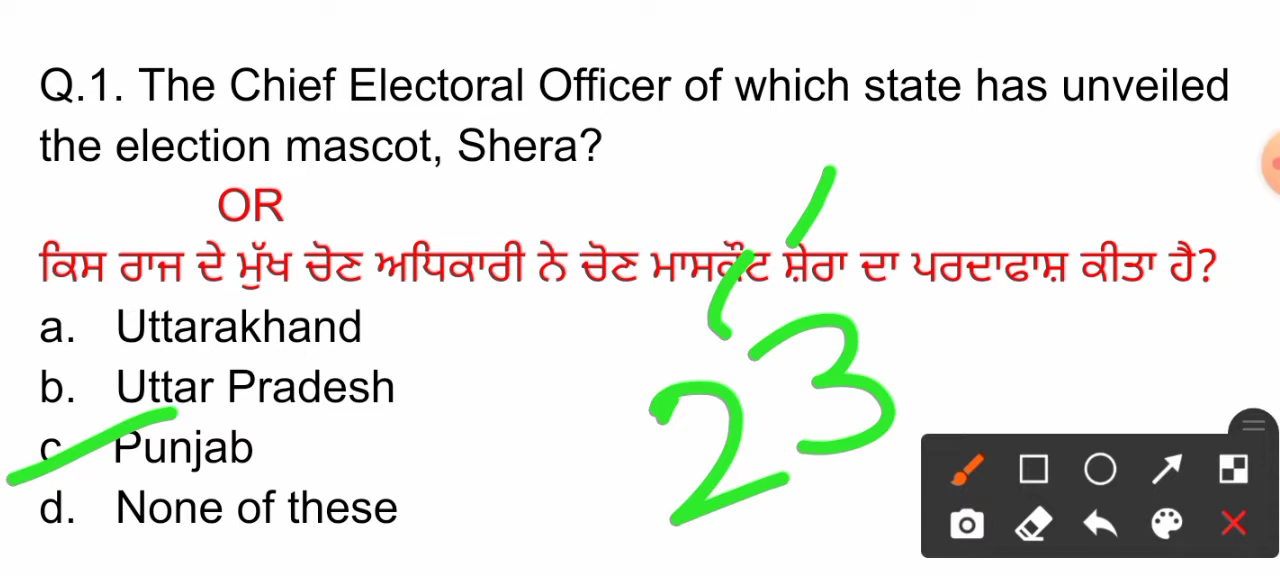 Q.1. The Chief Electoral Officer of which state has unveiled
the election mascot, Shera?
OR
ਕਿਸ ਰਾਜ ਦੇ ਮੁੱਖ ਚੋਣ ਅਧਿਕਾਰੀ ਨੇ ਚੋਣ ਮਾਸਕੌਟ ਸ਼ੇਰਾ ਦਾ ਪਰਦਾਫਾਸ਼ ਕੀਤਾ ਹੈ?
a. Uttarakhand
b. Uttar Pradesh
c. Punjab
d. None of these
23